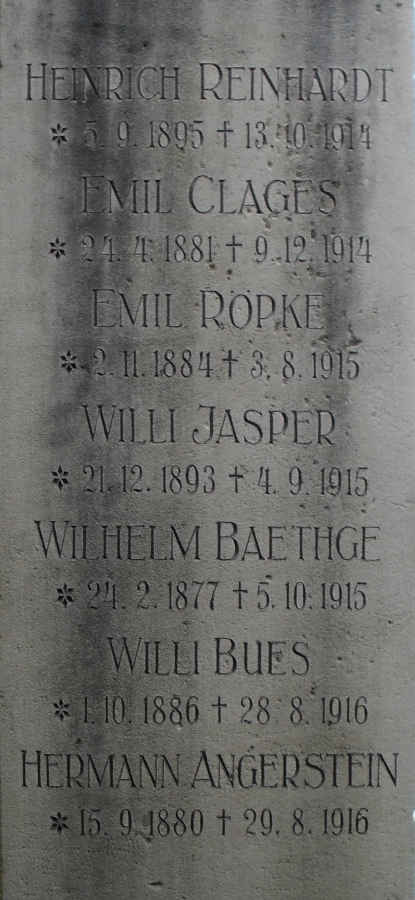 HEINRICH REINHARDT
* 5. 9. 1895 † 13. 10. 1914
EMIL CLAGES
* 24. 4. 1881 † 9. 12. 1914
EMIL RÖPKE
* 2. 11. 1884 † 3. 8. 1915
WILLI JASPER
* 21. 12. 1893 † 4. 9. 1915
WILHELM BAETHGE
* 24. 2. 1877 † 5. 10. 1915
WILLI BUES
* 1. 10. 1886 † 28. 8. 1916
HERMANN ANGERSTEIN
* 15. 9. 1880 † 29. 8. 1916